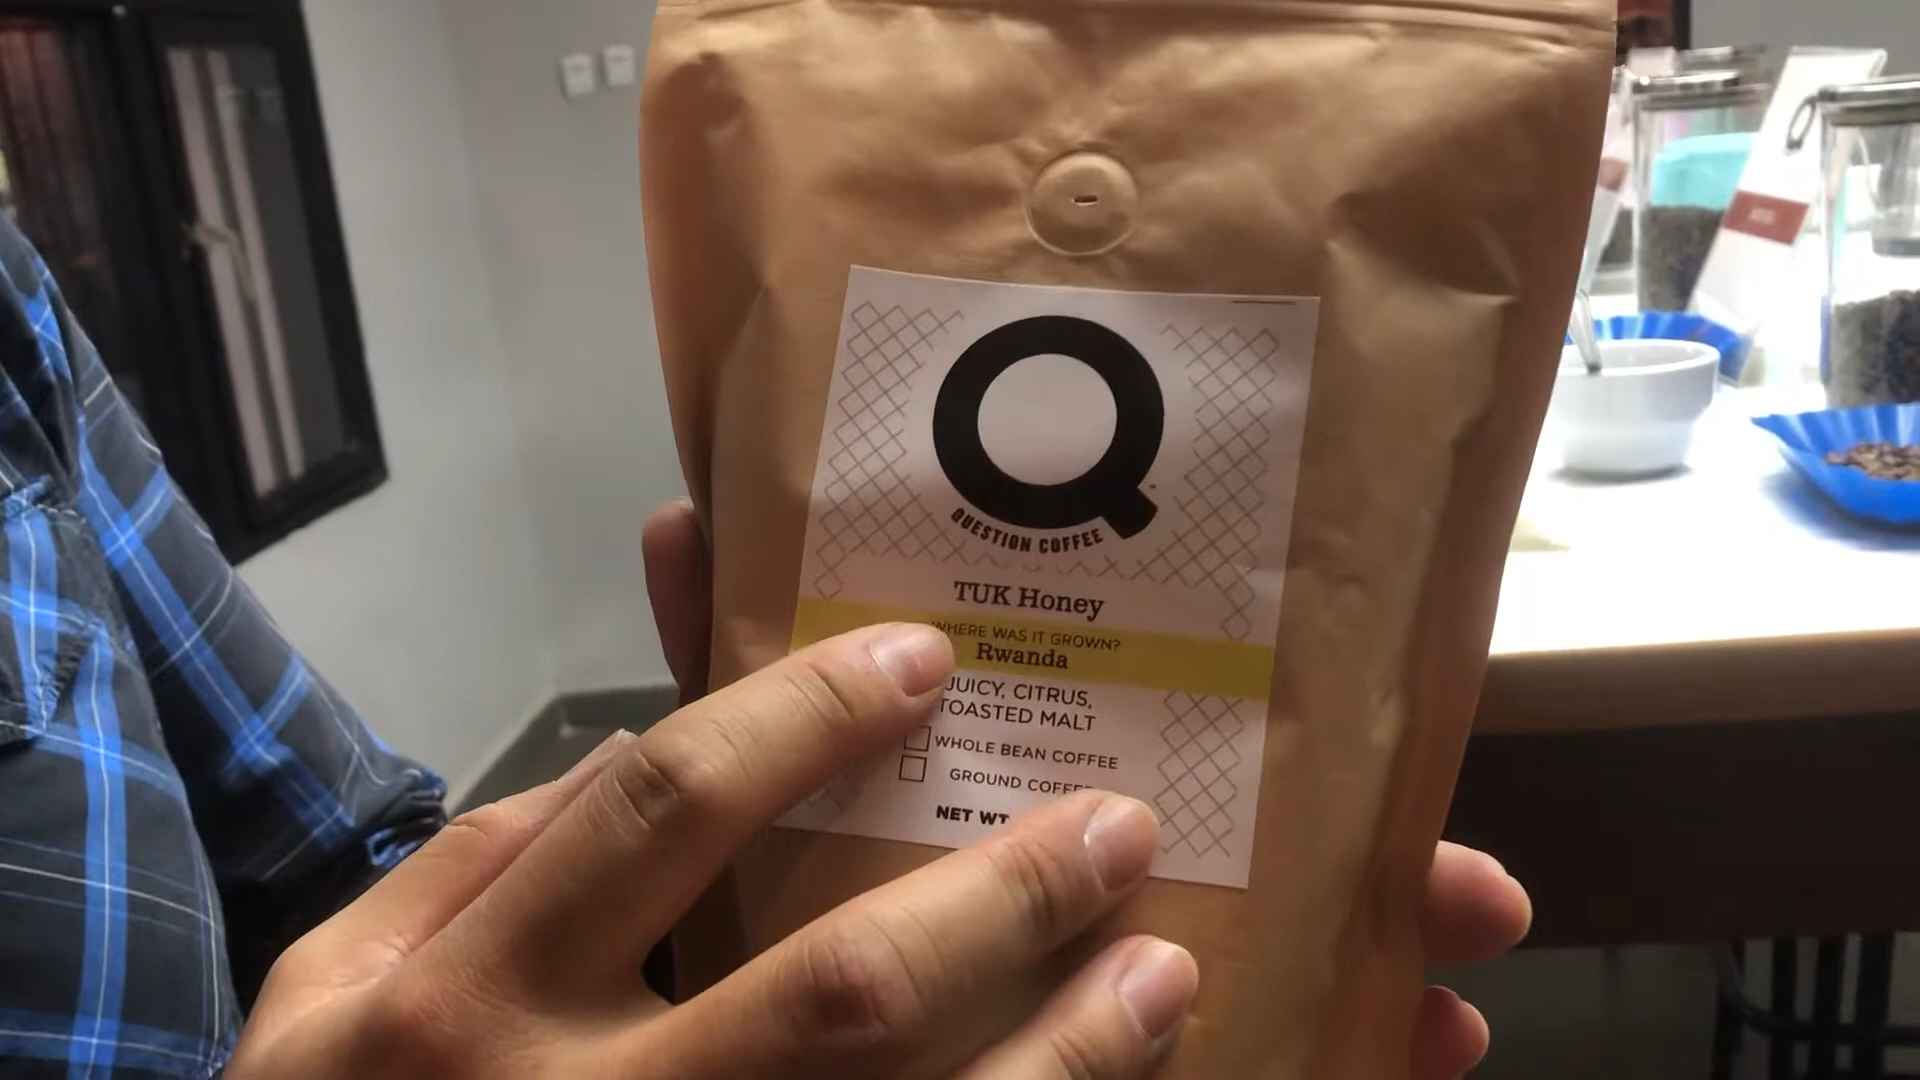 QUESTION COFFEE
TUK Honey
WHERE WAS IT GROWN?
Rwanda
JUICY, CITRUS,
TOASTED MALT
WHOLE BEAN COFFEE
GROUND COFFEE
NET WT